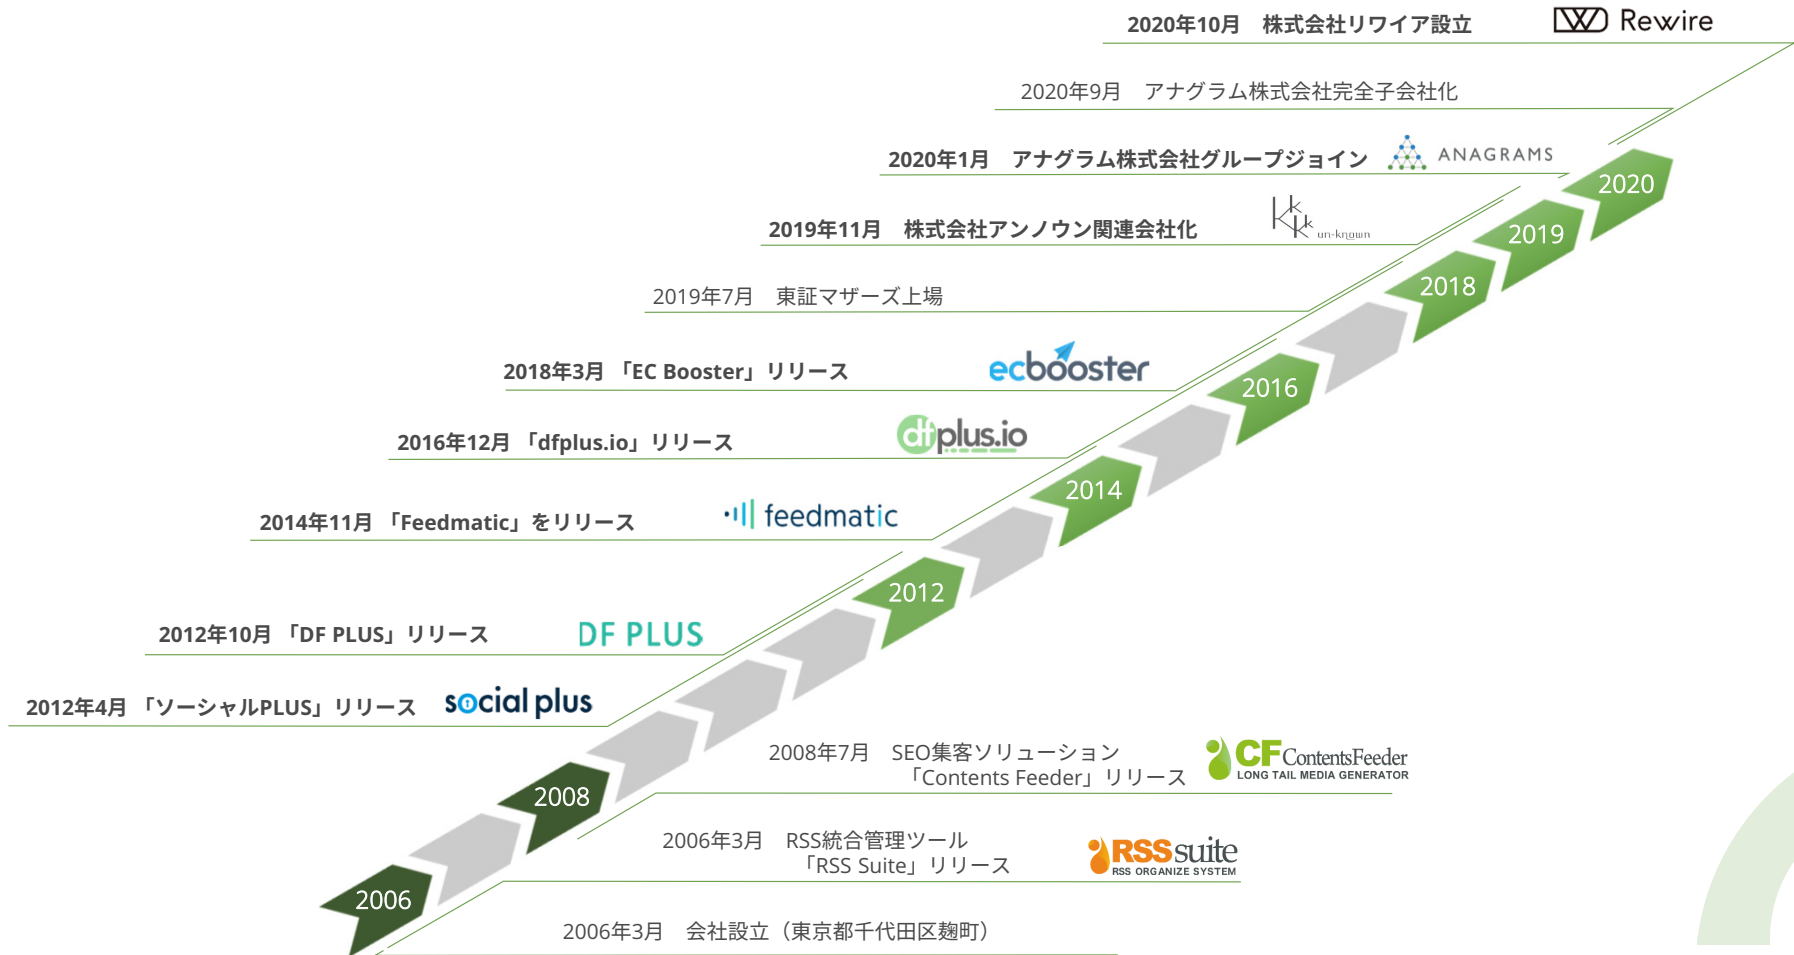 2020年10月　株式会社リワイア設立
Rewire
2020年9月　アナグラム株式会社完全子会社化
2020年1月　アナグラム株式会社グループジョイン
ANAGRAMS
2020
2019年11月　株式会社アンノウン関連会社化
un-known
2019
2019年7月　東証マザーズ上場
2018
2018年3月 「EC Booster」リリース
ecbooster
2016
2016年12月 「dfplus.io」リリース
dfplus.io
2014
2014年11月 「Feedmatic」をリリース
feedmatic
2012
2012年10月 「DF PLUS」リリース
DF PLUS
2012年4月 「ソーシャルPLUS」リリース
social plus
2008年7月　SEO集客ソリューション
「Contents Feeder」リリース
CF ContentsFeeder
LONG TAIL MEDIA GENERATOR
2008
2006年3月　RSS統合管理ツール
「RSS Suite」リリース
RSS suite
RSS ORGANIZE SYSTEM
2006
2006年3月　会社設立（東京都千代田区麹町）